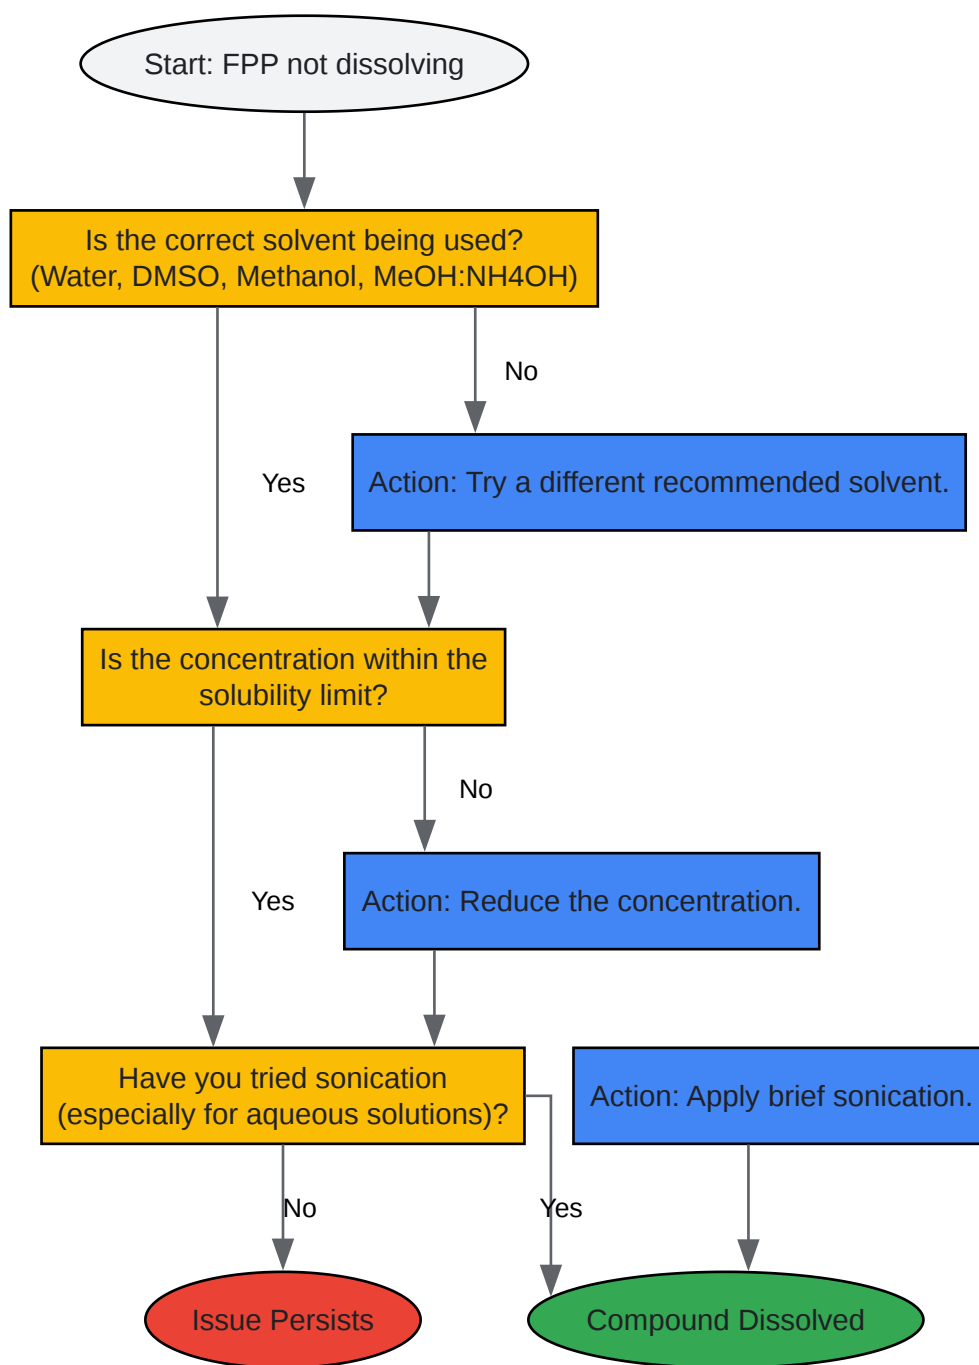 Start: FPP not dissolving
Is the correct solvent being used?
(Water, DMSO, Methanol, MeOH:NH4OH)
No
Yes
Action: Try a different recommended solvent.
Is the concentration within the
solubility limit?
No
Yes
Action: Reduce the concentration.
Have you tried sonication
(especially for aqueous solutions)?
Action: Apply brief sonication.
No
Yes
Issue Persists
Compound Dissolved